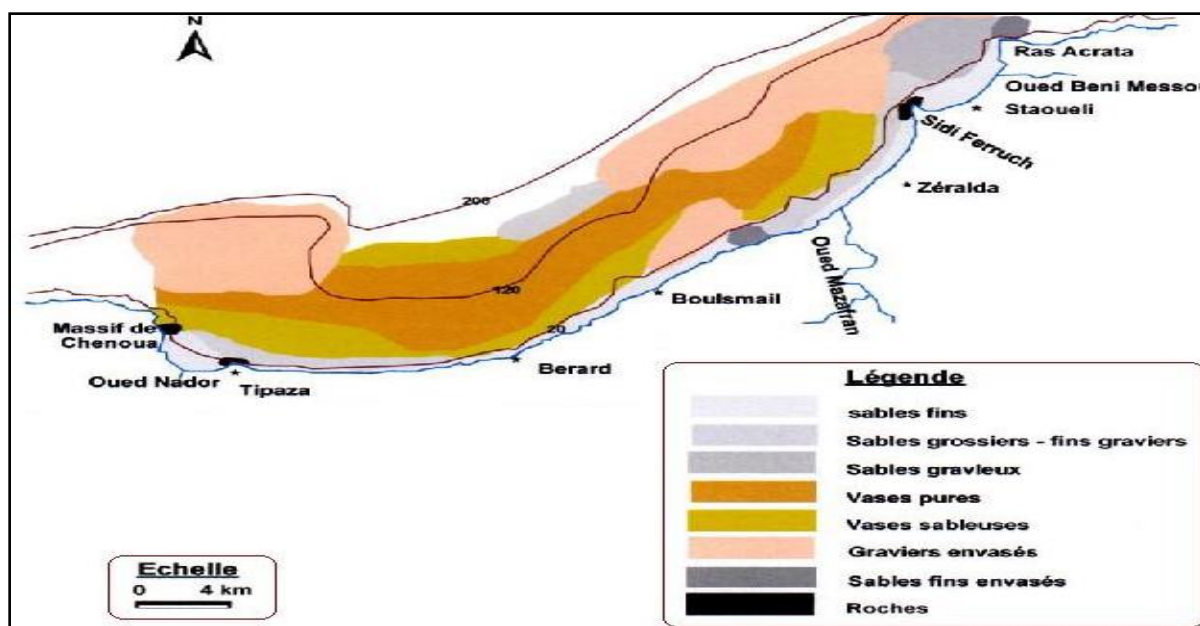 N
Ras Acrata
Oued Beni Messou
Staoueli
Sidi Ferruch
Zéralda
200
Oued Mazafran
120
Boulsmail
Massif de
Chenoua
20
Berard
Oued Nador
Tipaza
Légende
sables fins
Sables grossiers - fins graviers
Sables gravleux
Vases pures
Vases sableuses
Graviers envasés
Sables fins envasés
Roches
Echelle
0 4 km